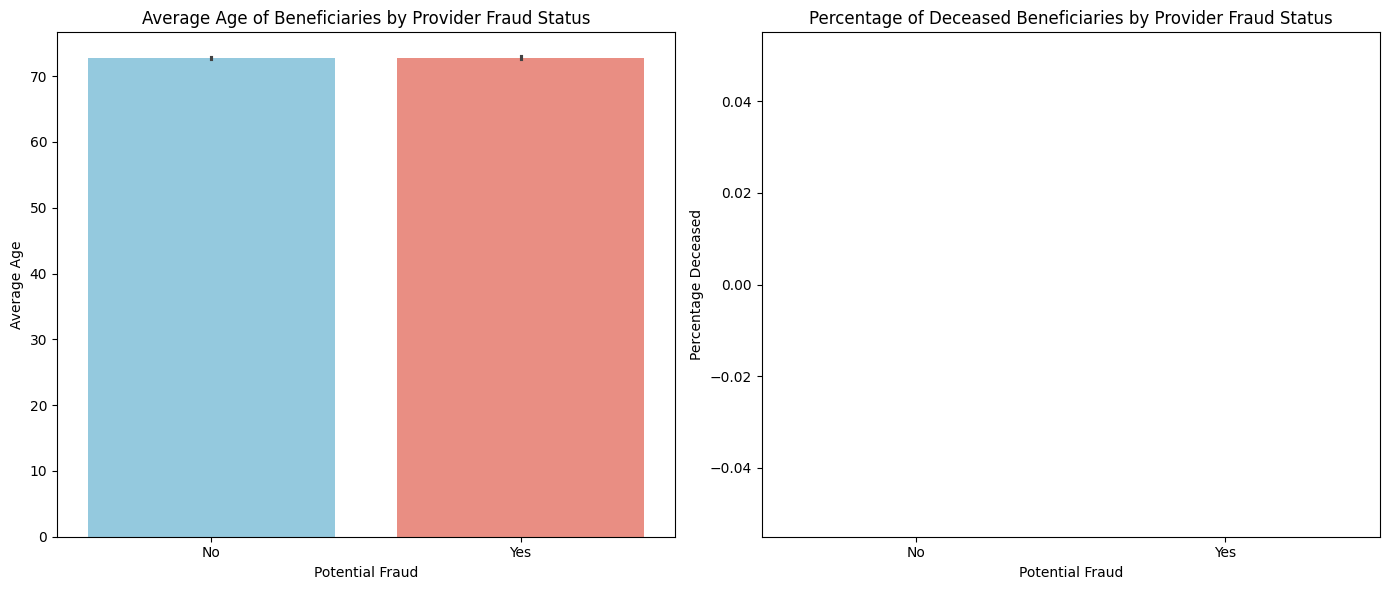 Average Age of Beneficiaries by Provider Fraud Status
Average Age
70
60
50
40
30
20
10
0
No
Yes
Potential Fraud
Percentage of Deceased Beneficiaries by Provider Fraud Status
Percentage Deceased
0.04
0.02
0.00
−0.02
−0.04
No
Yes
Potential Fraud